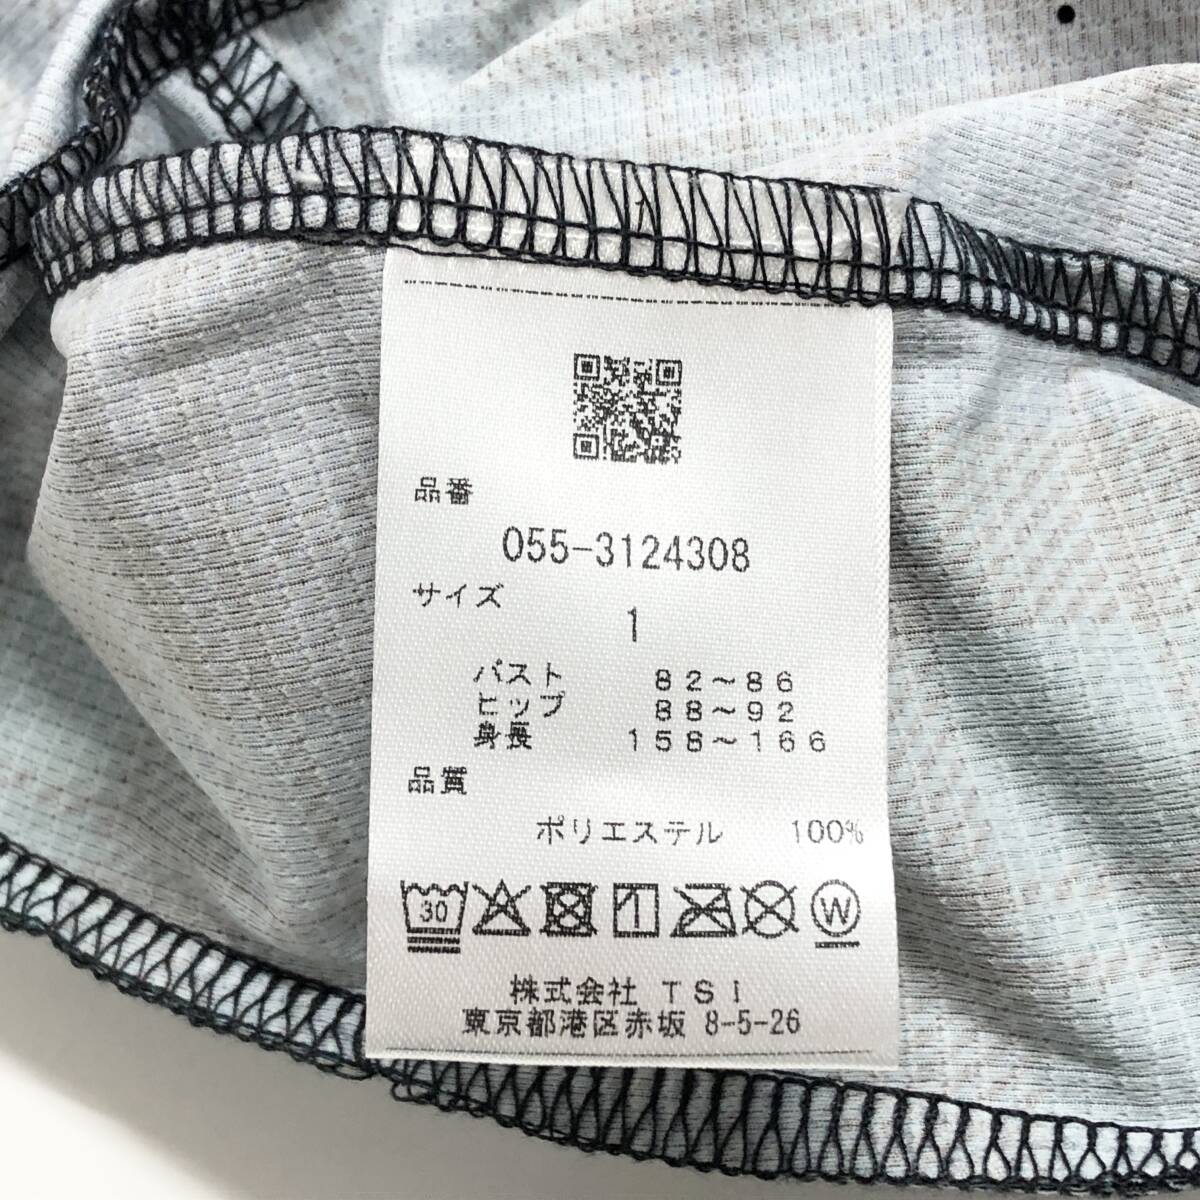 品番
055-3124308
サイズ
1
バスト 82～86
ヒップ 88～92
身長 158～166
品質
ポリエステル 100%
30 1 W
株式会社 TSI
東京都港区赤坂 8-5-26